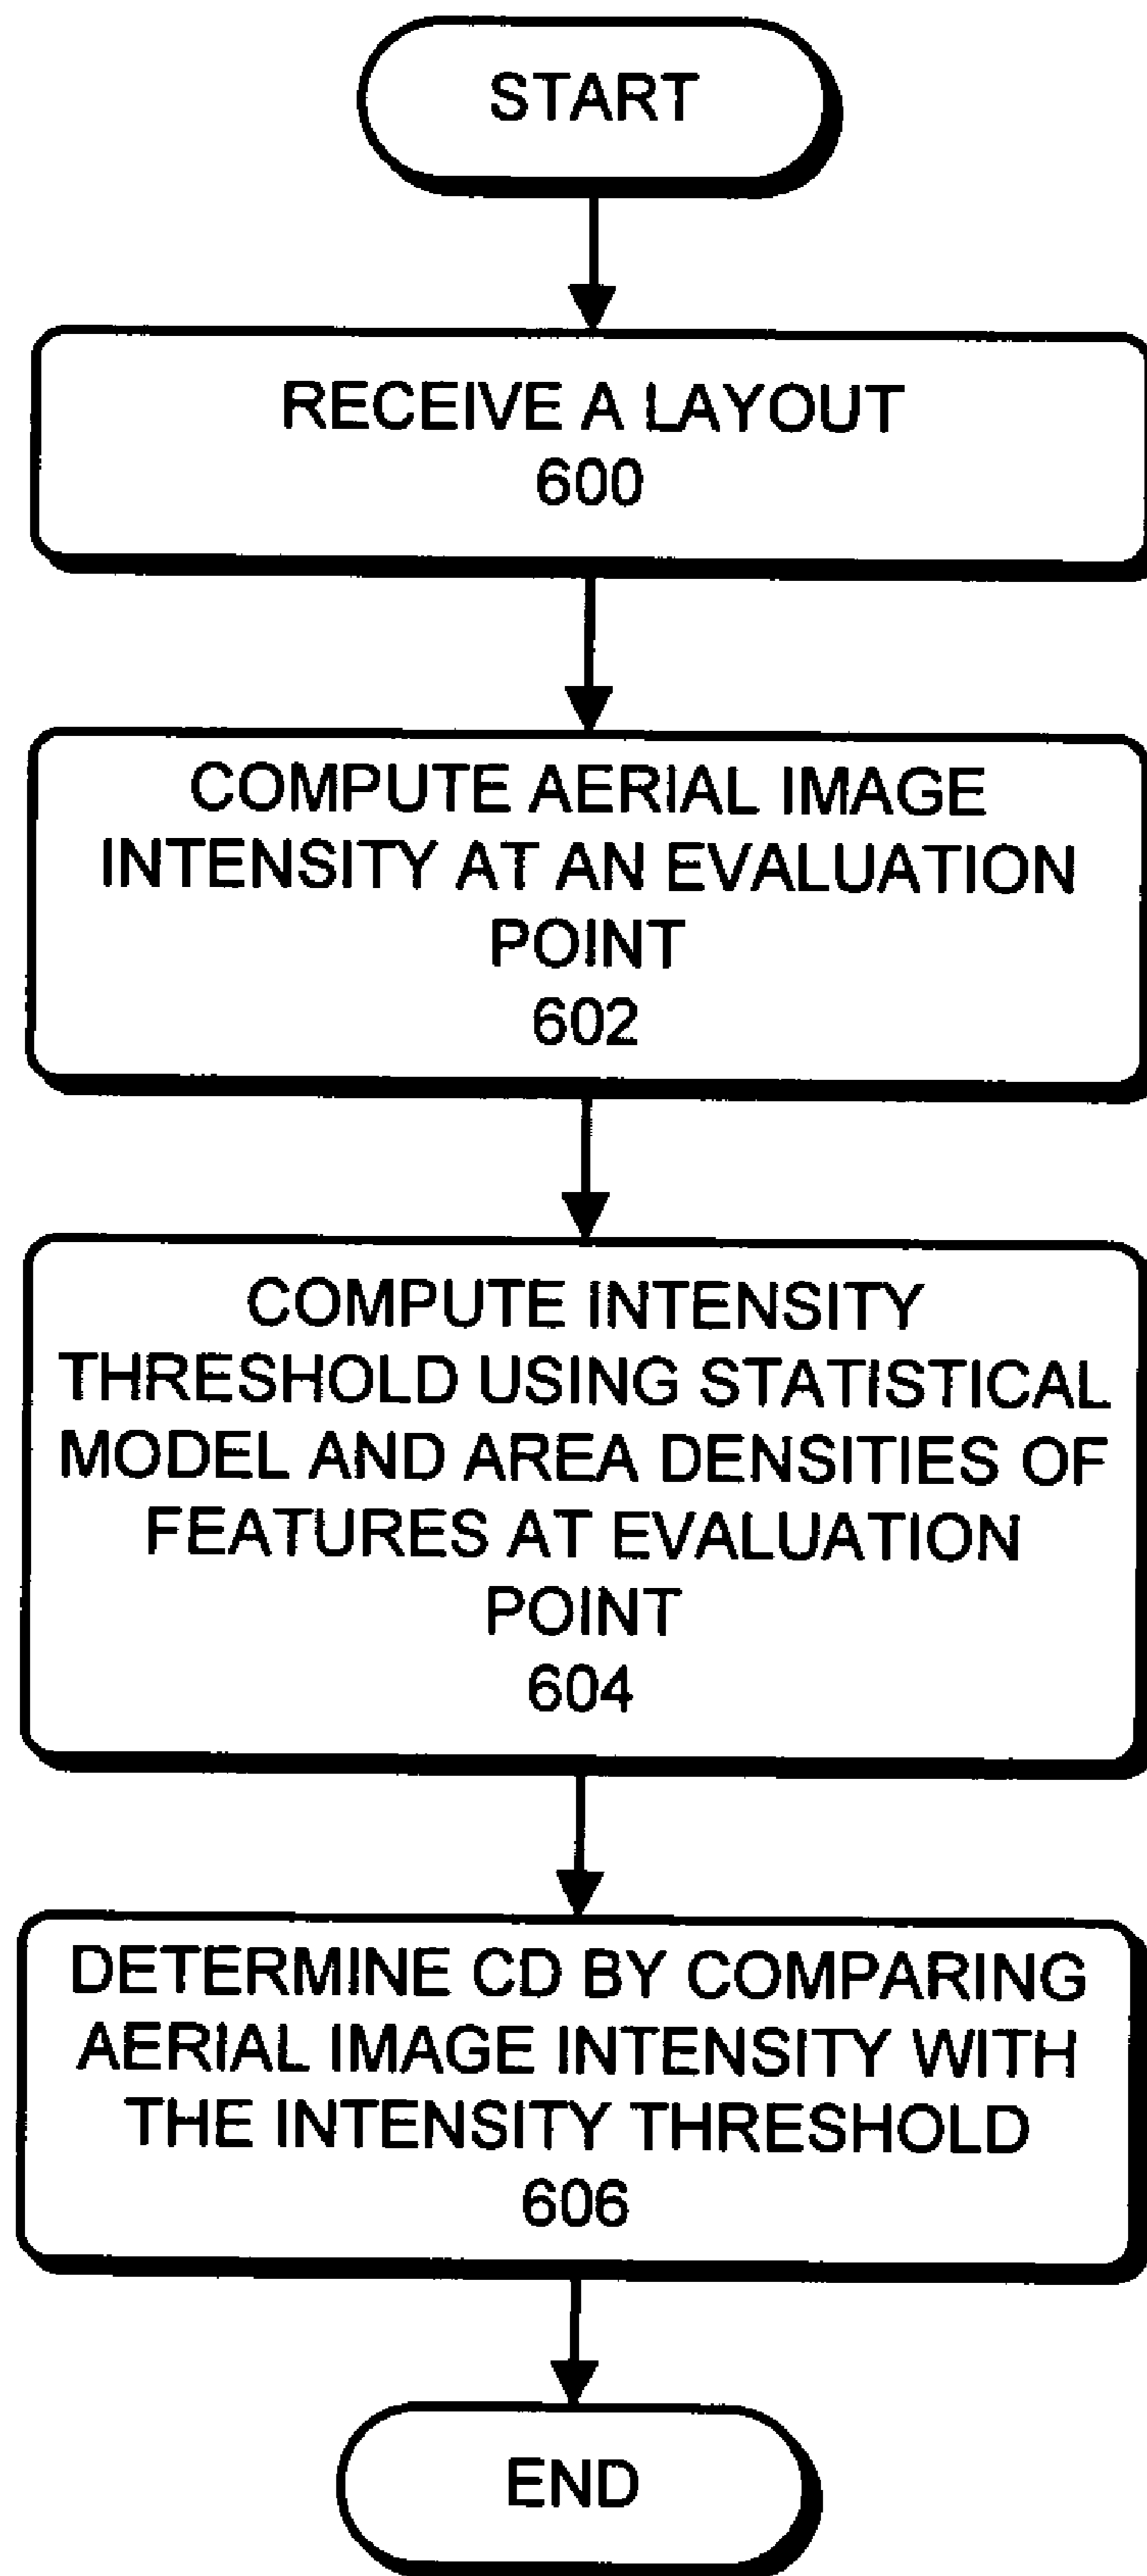 START
RECEIVE A LAYOUT
600
COMPUTE AERIAL IMAGE
INTENSITY AT AN EVALUATION
POINT
602
COMPUTE INTENSITY
THRESHOLD USING STATISTICAL
MODEL AND AREA DENSITIES OF
FEATURES AT EVALUATION
POINT
604
DETERMINE CD BY COMPARING
AERIAL IMAGE INTENSITY WITH
THE INTENSITY THRESHOLD
606
END